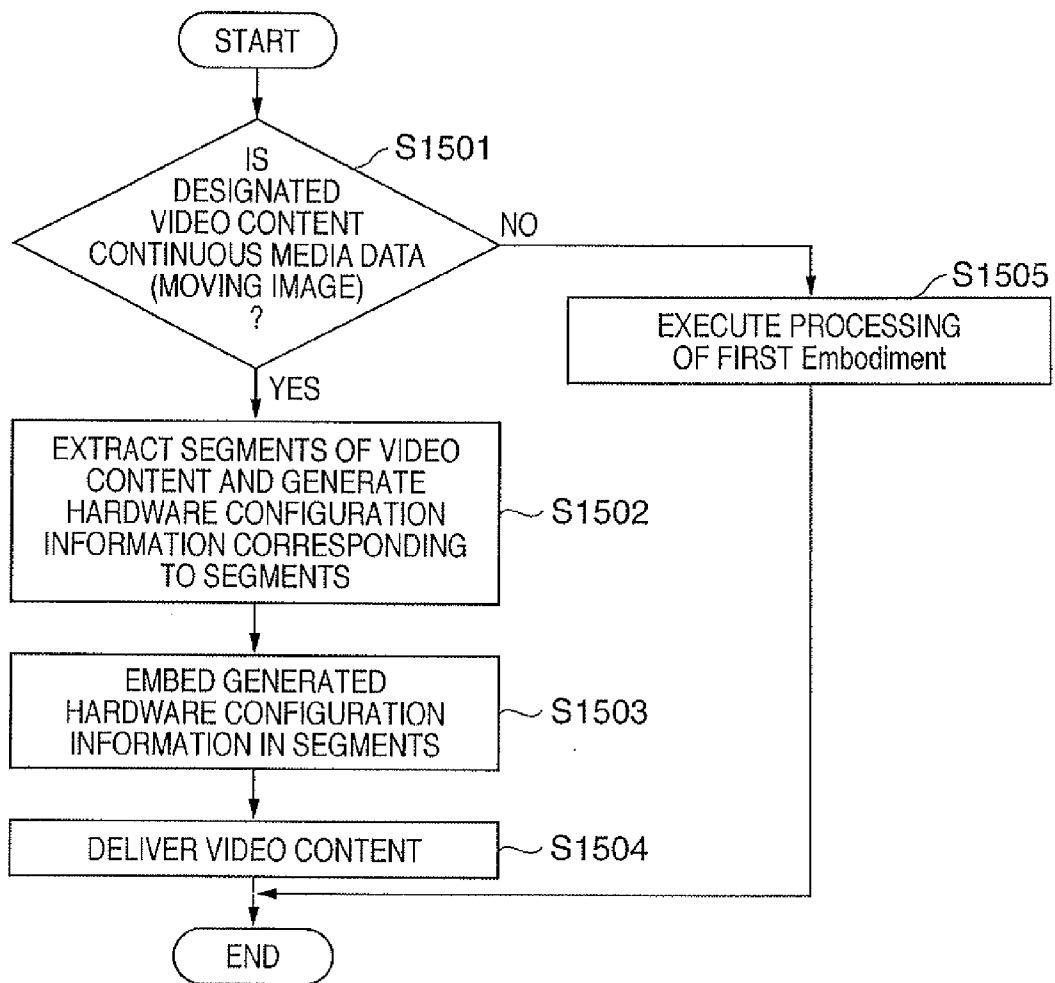 START
IS
DESIGNATED
VIDEO CONTENT
CONTINUOUS MEDIA DATA
(MOVING IMAGE)
?
S1501
NO
YES
S1505
EXECUTE PROCESSING
OF FIRST Embodiment
EXTRACT SEGMENTS OF VIDEO
CONTENT AND GENERATE
HARDWARE CONFIGURATION
INFORMATION CORRESPONDING
TO SEGMENTS
S1502
EMBED GENERATED
HARDWARE CONFIGURATION
INFORMATION IN SEGMENTS
S1503
DELIVER VIDEO CONTENT
S1504
END